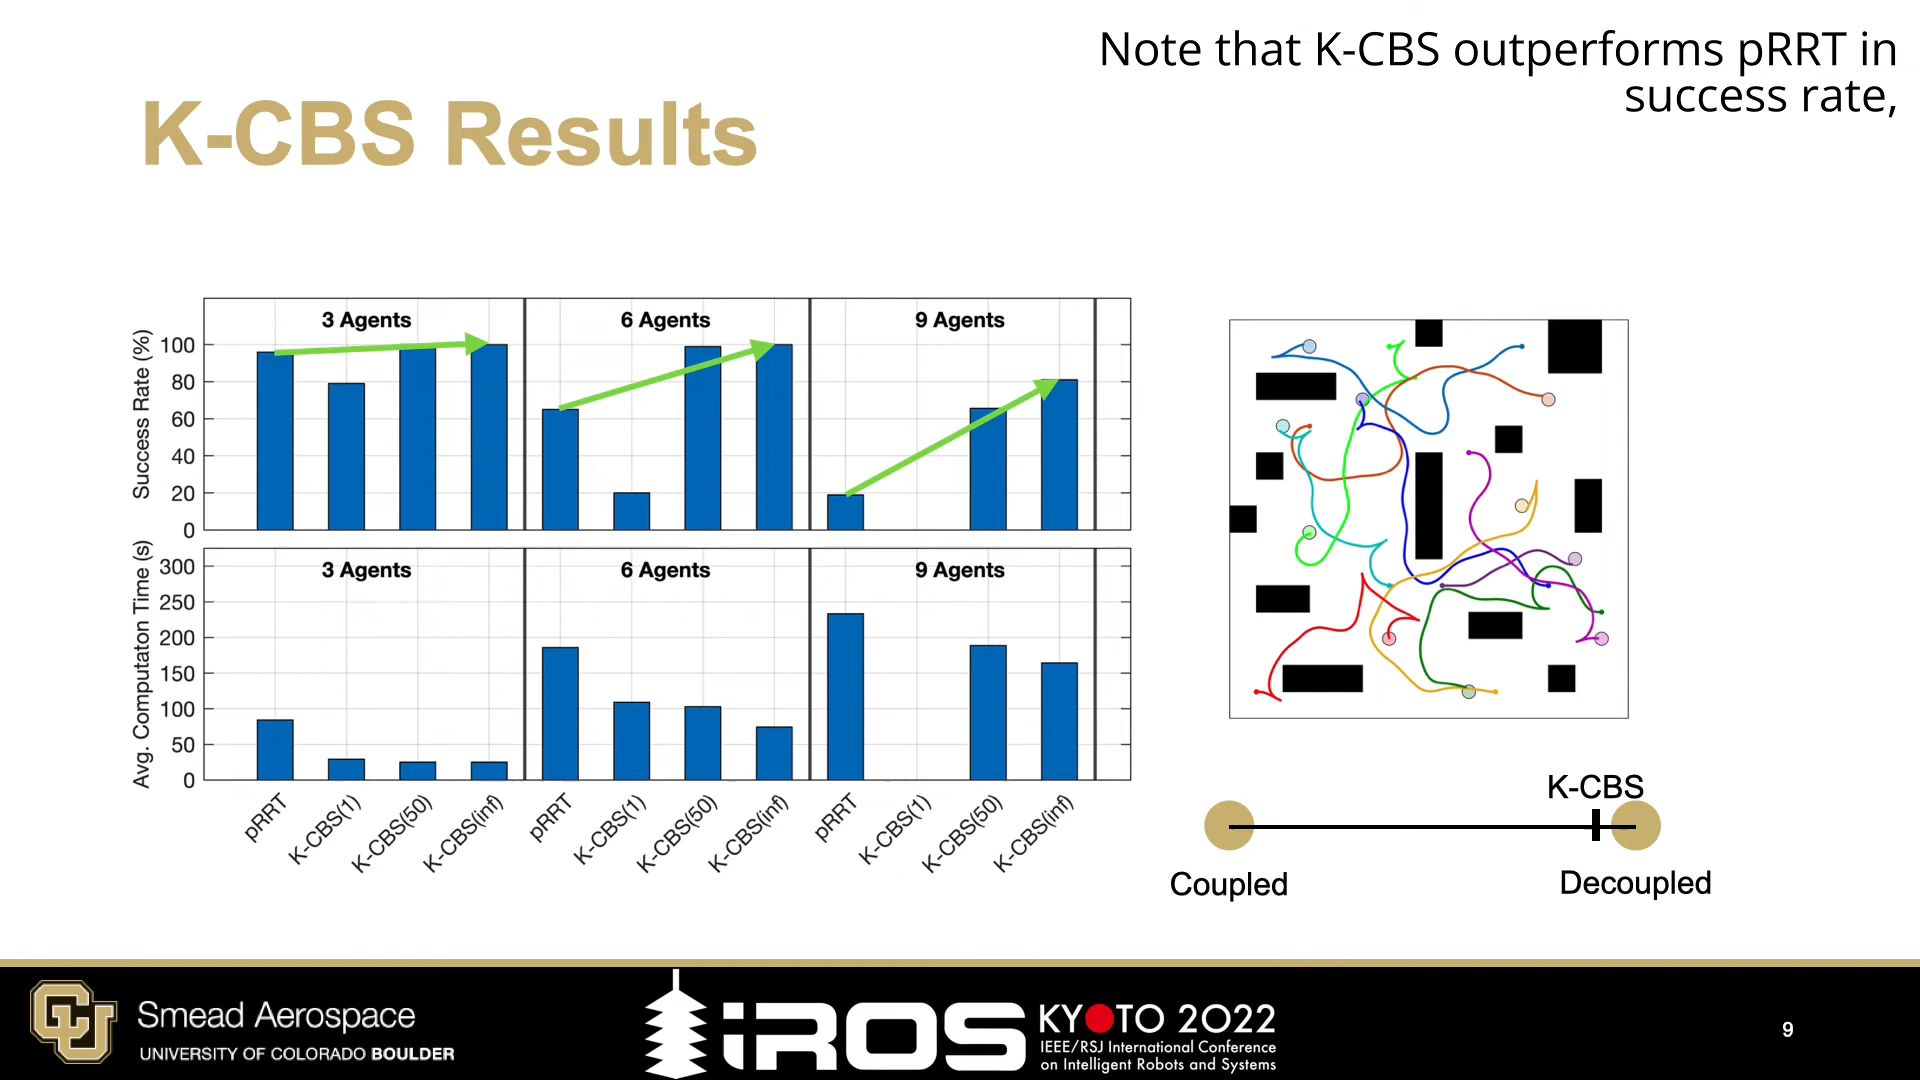 Note that K-CBS outperforms pRRT in
success rate,
K-CBS Results
Success Rate (%)
3 Agents
6 Agents
9 Agents
100
80
60
40
20
0
Avg. Computaton Time (s)
3 Agents
6 Agents
9 Agents
300
250
200
150
100
50
0
pRRT
K-CBS(1)
K-CBS(50)
K-CBS(inf)
pRRT
K-CBS(1)
K-CBS(50)
K-CBS(inf)
pRRT
K-CBS(1)
K-CBS(50)
K-CBS(inf)
K-CBS
Coupled
Decoupled
CU
Smead Aerospace
UNIVERSITY OF COLORADO BOULDER
iROS
KYOTO 2022
IEEE/RSJ International Conference
on Intelligent Robots and Systems
9